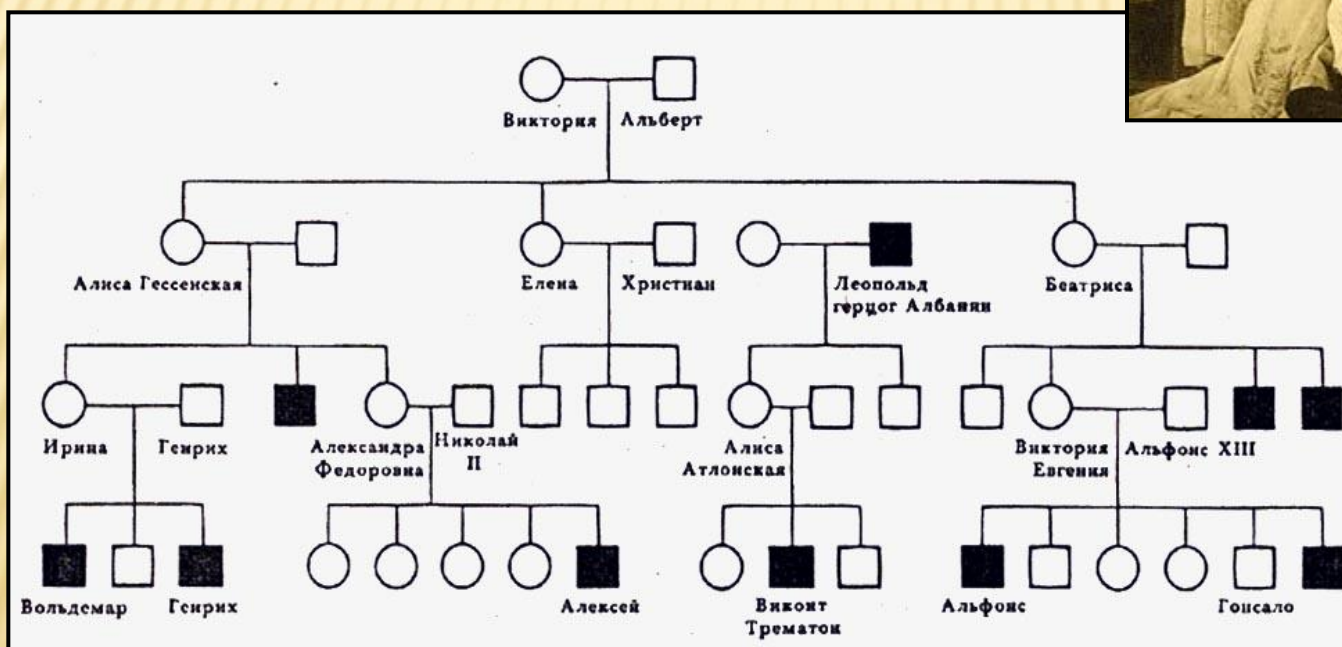 Виктория Альберт
Алиса Гессенская
Елена Христиан
Леопольд
герцог Албании
Беатриса
Ирина Генрих
Александра
Федоровна
Николай
II
Алиса
Атлонская
Виктория
Евгения
Альфонс XIII
Вольдемар Генрих
Алексей
Виконт
Трематон
Альфонс
Гонсало